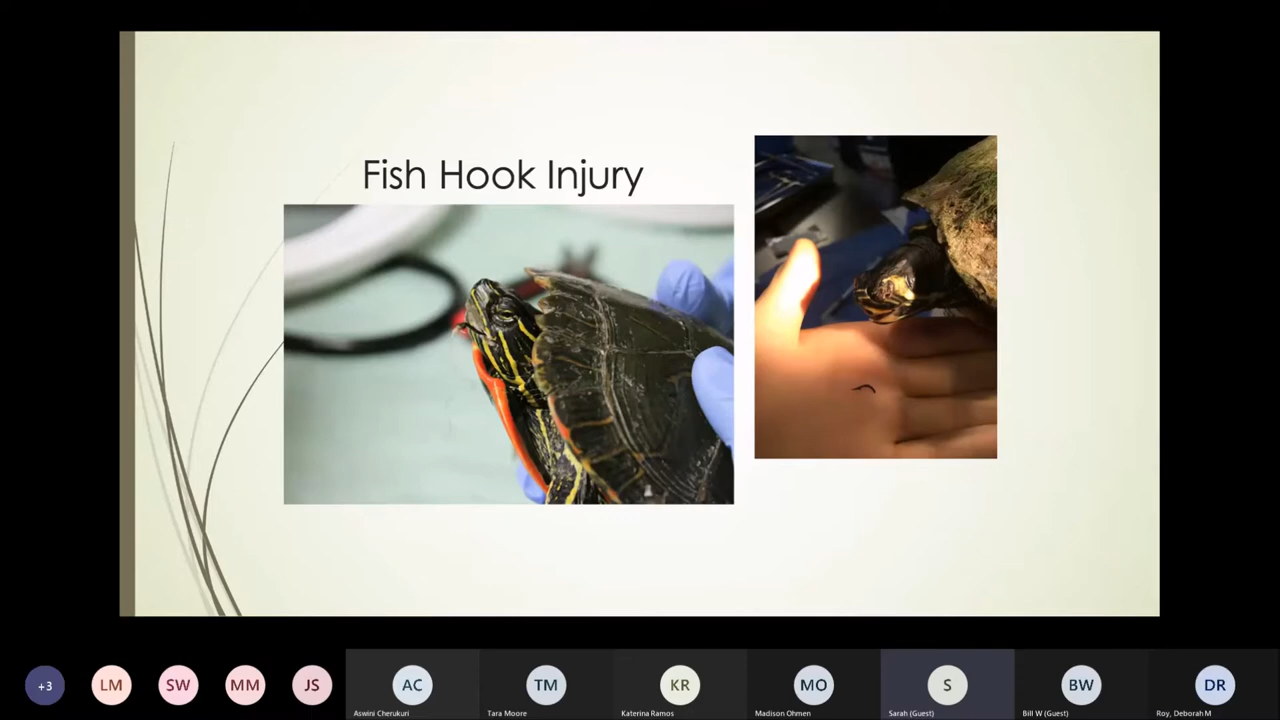 Fish Hook Injury
+3
LM
SW
MM
JS
AC
TM
KR
MO
S
BW
DR
Aswini Cherukuri
Tara Moore
Katerina Ramos
Madison Ohmen
Sarah (Guest)
Bill W (Guest)
Roy, Deborah M